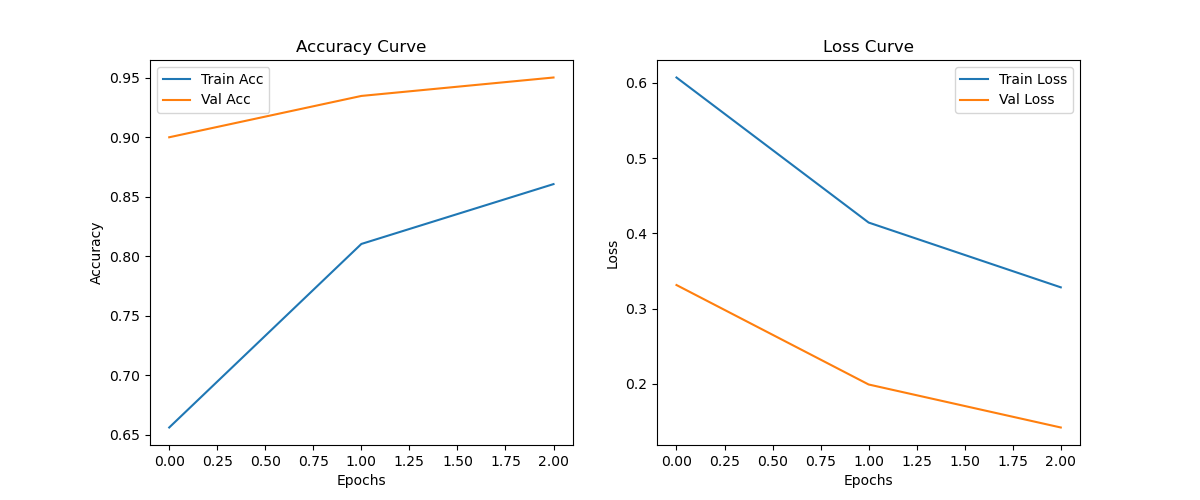 Accuracy Curve
Train Acc
Val Acc
0.95
0.90
0.85
0.80
0.75
0.70
0.65
Accuracy
0.00 0.25 0.50 0.75 1.00 1.25 1.50 1.75 2.00
Epochs
Loss Curve
Train Loss
Val Loss
0.6
0.5
0.4
0.3
0.2
Loss
0.00 0.25 0.50 0.75 1.00 1.25 1.50 1.75 2.00
Epochs